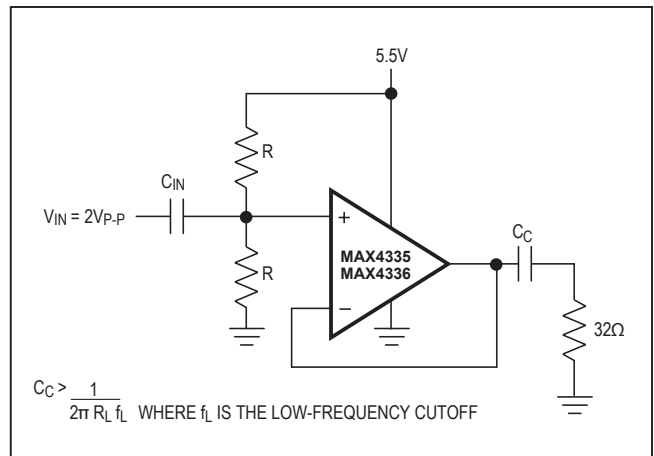 5.5V
R
CIN
VIN = 2VP-P
+
MAX4335
MAX4336
CC
R
−
32Ω
CC > 1
2π RL fL WHERE fL IS THE LOW-FREQUENCY CUTOFF